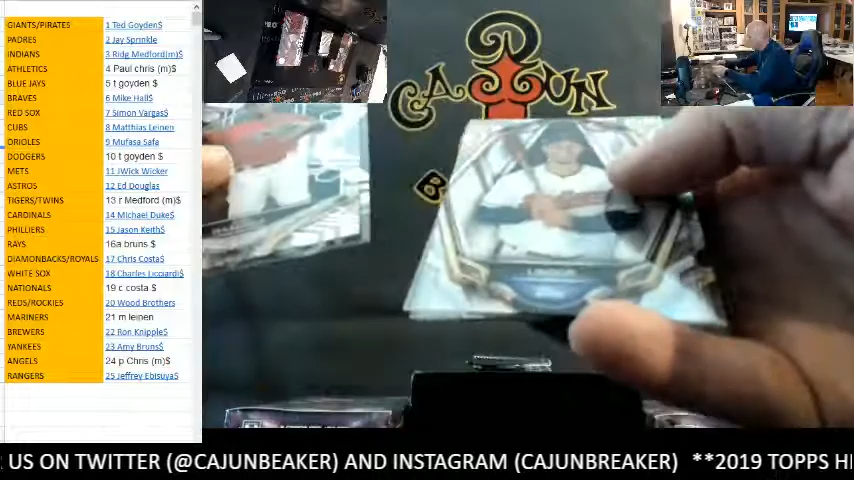 GIANTS/PIRATES 1 Ted Goyden$
PADRES 2 Jay Sprinkle
INDIANS 3 Ridg Medford(m)$
ATHLETICS 4 Paul chris (m)$
BLUE JAYS 5 t goyden $
BRAVES 6 Mike Hall$
RED SOX 7 Simon Vargas$
CUBS 8 Matthias Leinen
ORIOLES 9 Mufasa Safa
DODGERS 10 t goyden $
METS 11 JWick Wicker
ASTROS 12 Ed Douglas
TIGERS/TWINS 13 r Medford (m)$
CARDINALS 14 Michael Duke$
PHILLIERS 15 Jason Keith$
RAYS 16a bruns $
DIAMONBACKS/ROYALS 17 Chris Costa$
WHITE SOX 18 Charles Licciardi$
NATIONALS 19 c costa $
REDS/ROCKIES 20 Wood Brothers
MARINERS 21 m leinen
BREWERS 22 Ron Knipple$
YANKEES 23 Amy Bruns$
ANGELS 24 p Chris (m)$
RANGERS 25 Jeffrey Ebisuya$
CAJUN
B
US ON TWITTER (@CAJUNBEAKER) AND INSTAGRAM (CAJUNBREAKER) **2019 TOPPS HI